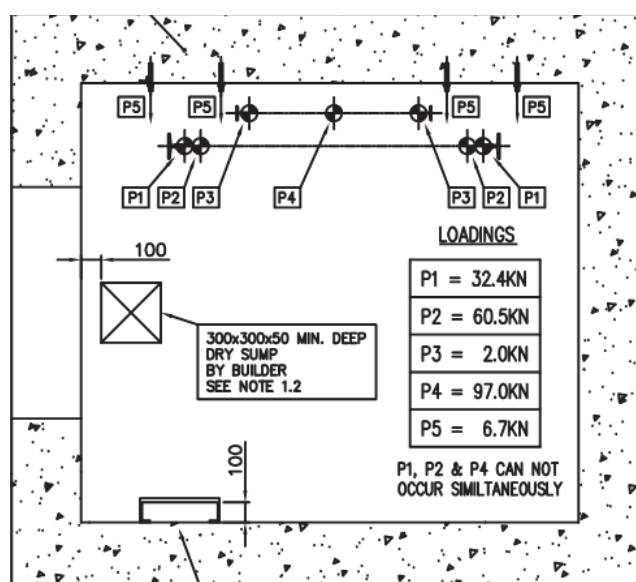 P5
P5
P5
P5
P1
P2
P3
P4
P3
P2
P1
LOADINGS
100
P1 = 32.4KN
P2 = 60.5KN
P3 = 2.0KN
P4 = 97.0KN
P5 = 6.7KN
300x300x50 MIN. DEEP
DRY SUMP
BY BUILDER
SEE NOTE 1.2
P1, P2 & P4 CAN NOT
OCCUR SIMILTANEOUSLY
100